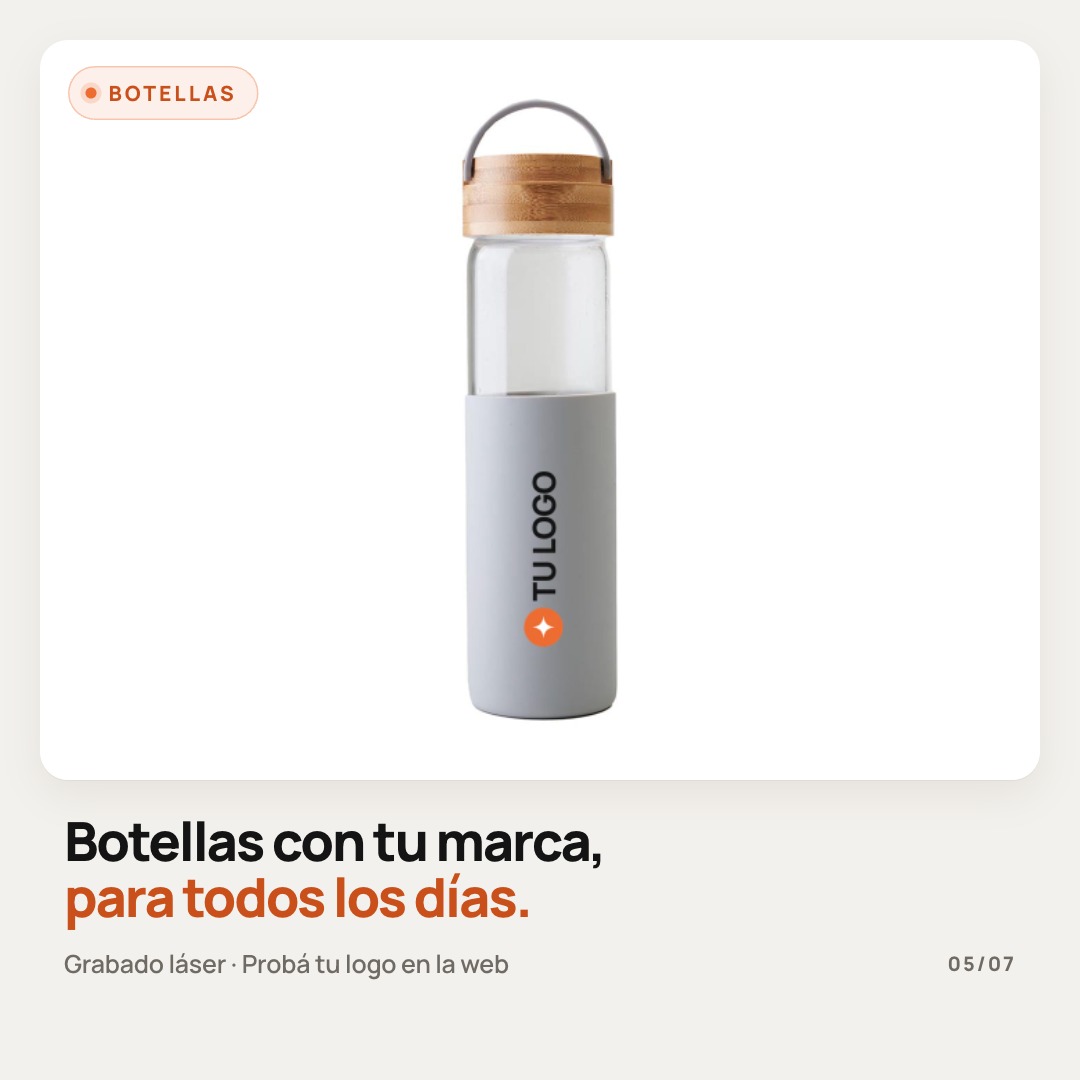 BOTELLAS
TU LOGO
Botellas con tu marca,
para todos los días.
Grabado láser · Probá tu logo en la web
05/07